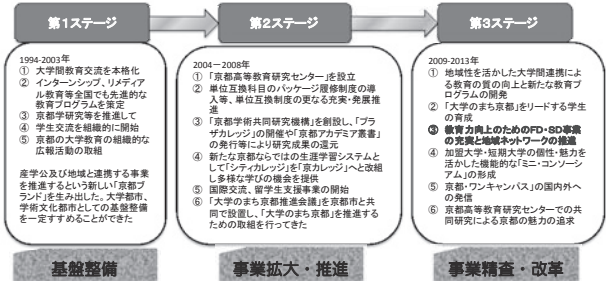 第1ステージ
1994-2003年
① 大学間教育交流を本格化
② インターンシップ、リメディアル教育等全国でも先進的な教育プログラムを策定
③ 京都学研究等を推進して
④ 学生交流を組織的に開始
⑤ 京都の大学教育の組織的な広報活動の取組
産学公及び地域と連携する事業を推進するという新しい「京都ブランド」を生み出した。大学都市、学術文化都市としての基盤整備を一定すすめることができた
基盤整備
第2ステージ
2004-2008年
① 「京都高等教育研究センター」を設立
② 単位互換科目のパッケージ履修制度の導入等、単位互換制度の更なる充実・発展推進
③ 「京都学術共同研究機構」を創設し、「プラザカレッジ」の開催や「京都アカデミア叢書」の発行等により研究成果の還元
④ 新たな京都ならではの生涯学習システムとして「シティカレッジ」を「京カレッジ」へと改組し多様な学びの機会を提供
⑤ 国際交流、留学生支援事業の開始
⑥ 「大学のまち京都推進会議」を京都市と共同で設置し、「大学のまち京都」を推進するための取組を行ってきた
事業拡大・推進
第3ステージ
2009-2013年
① 地域性を活かした大学間連携による教育の質の向上と新たな教育プログラムの開発
② 「大学のまち京都」をリードする学生の育成
③ 教育力向上のためのFD・SD事業の充実と地域ネットワークの推進
④ 加盟大学・短期大学の個性・魅力を活かした機能的な「ミニ・コンソーシアム」の形成
⑤ 京都・ワンキャンパス」の国内外への発信
⑥ 京都高等教育研究センターでの共同研究による京都の魅力の追求
事業精査・改革